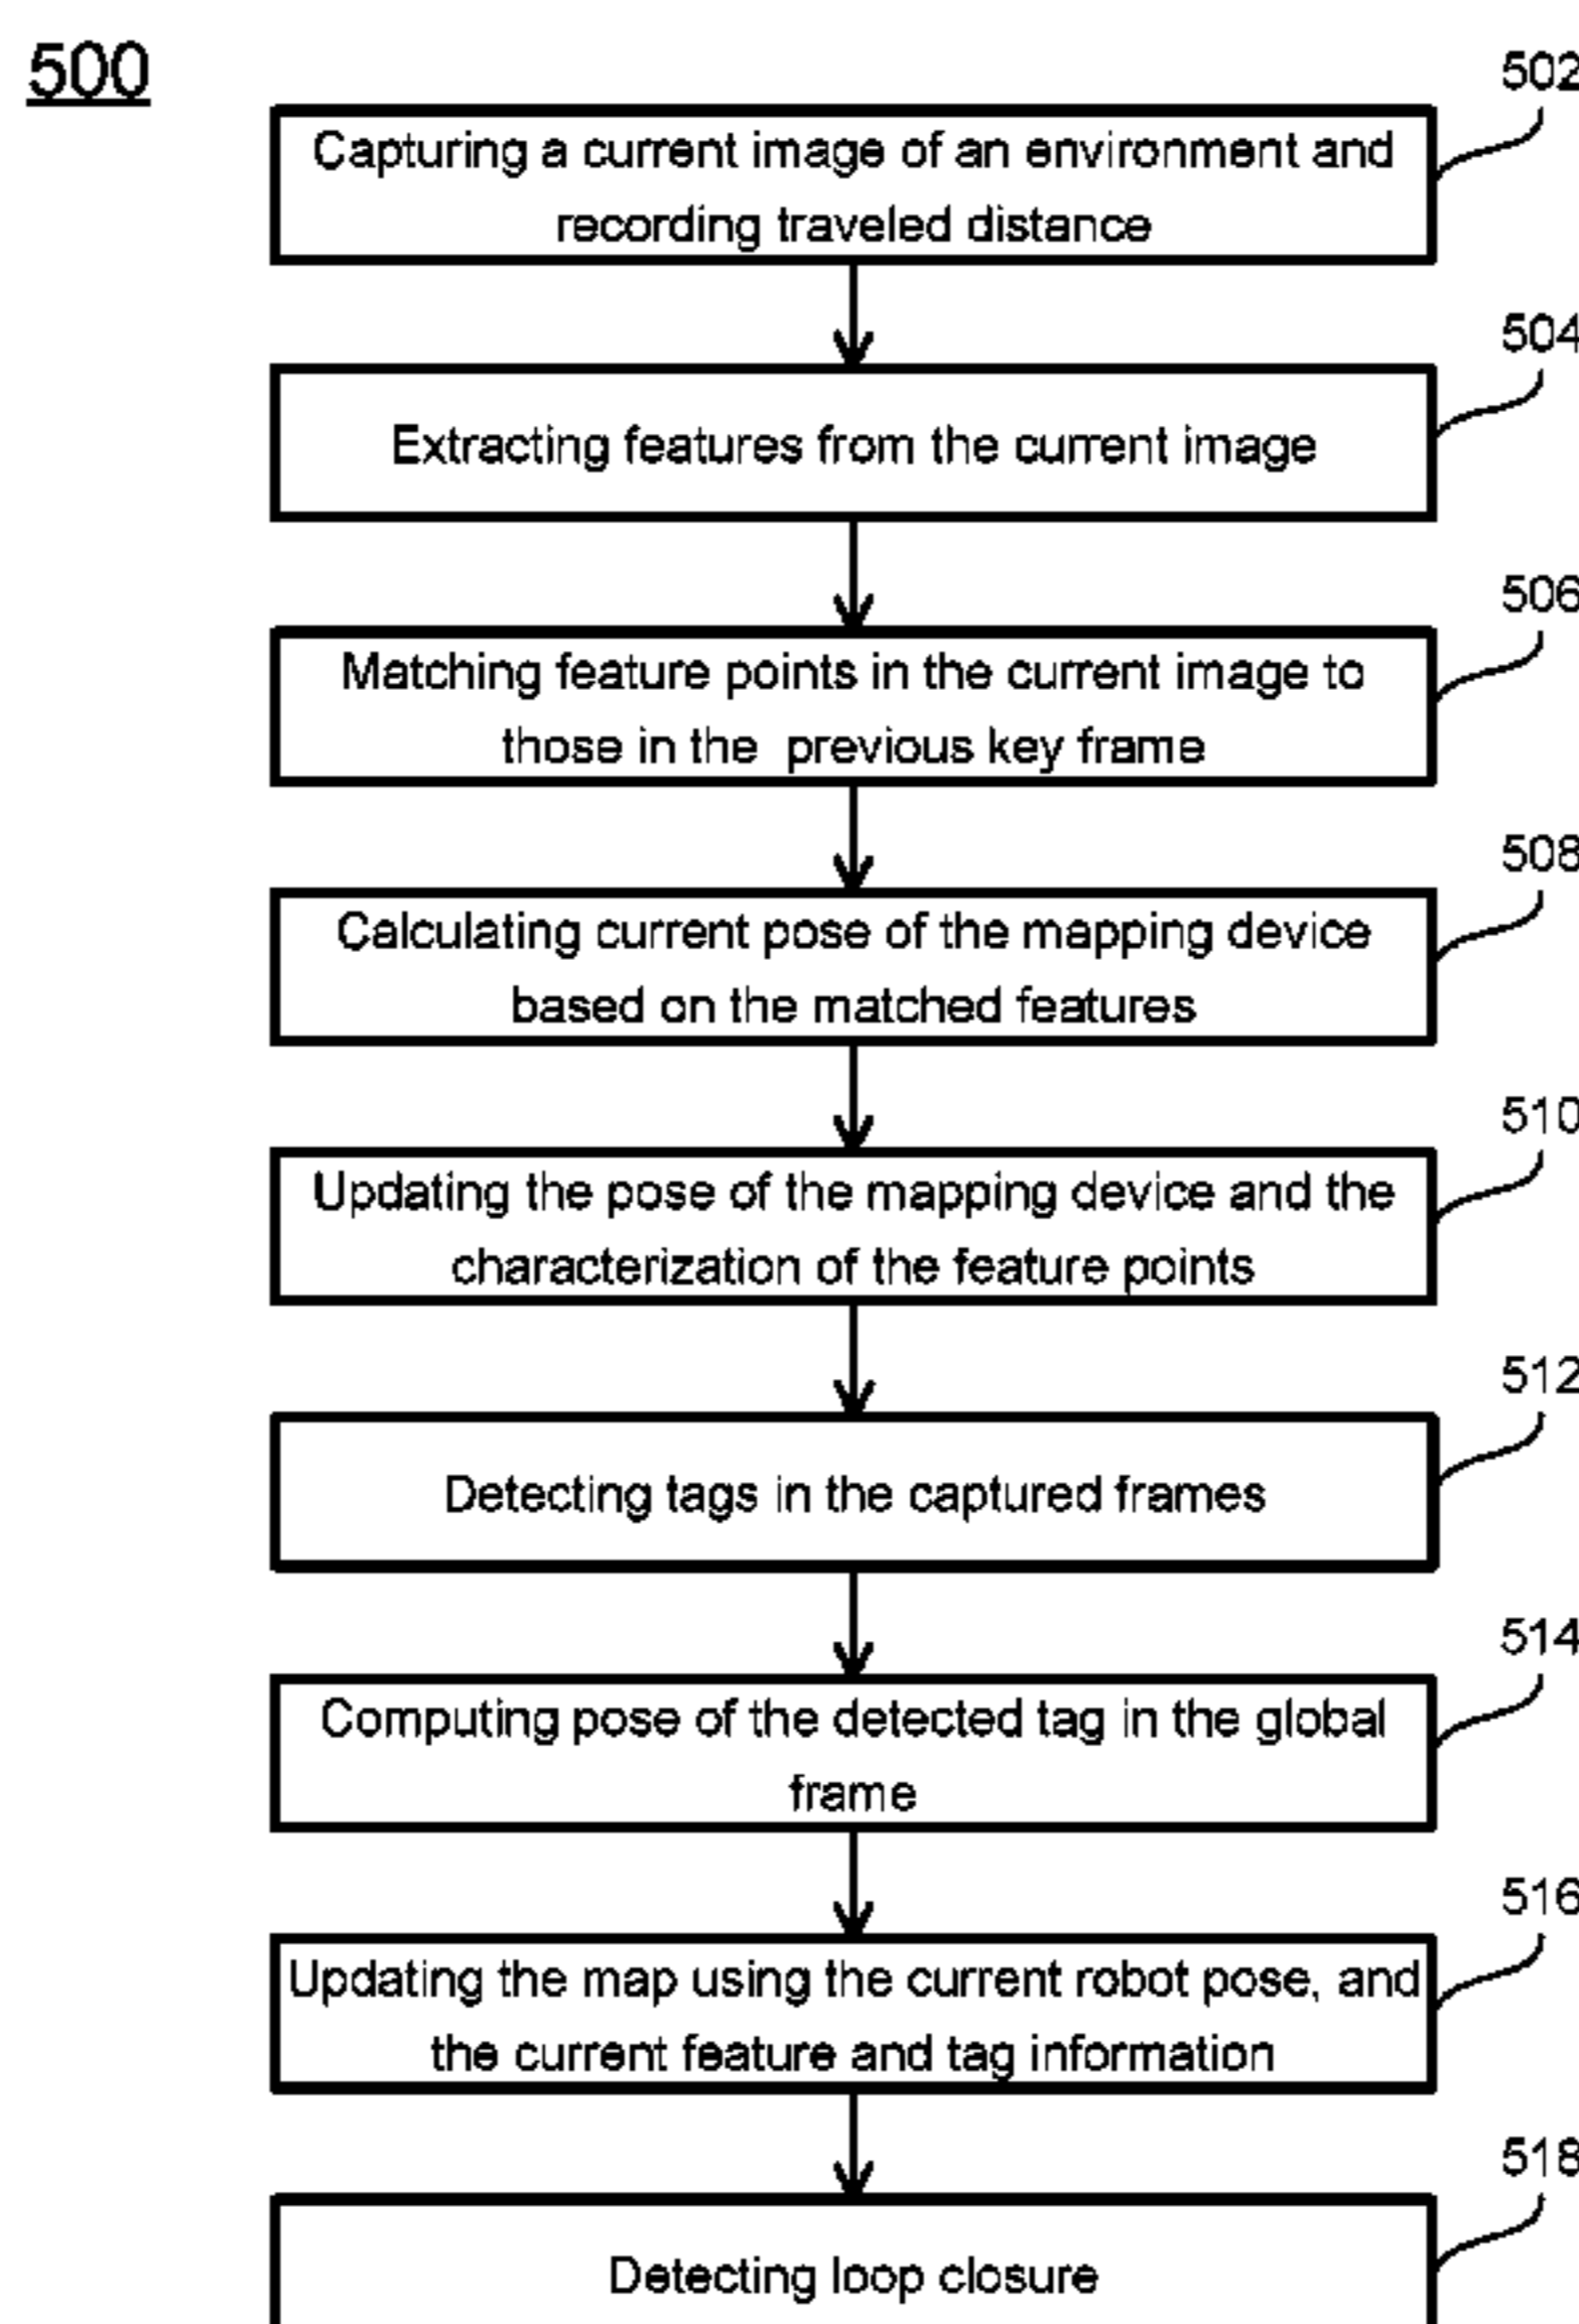 500
502
Capturing a current image of an environment and
recording traveled distance
504
Extracting features from the current image
506
Matching feature points in the current image to
those in the previous key frame
508
Calculating current pose of the mapping device
based on the matched features
510
Updating the pose of the mapping device and the
characterization of the feature points
512
Detecting tags in the captured frames
514
Computing pose of the detected tag in the global
frame
516
Updating the map using the current robot pose, and
the current feature and tag information
518
Detecting loop closure